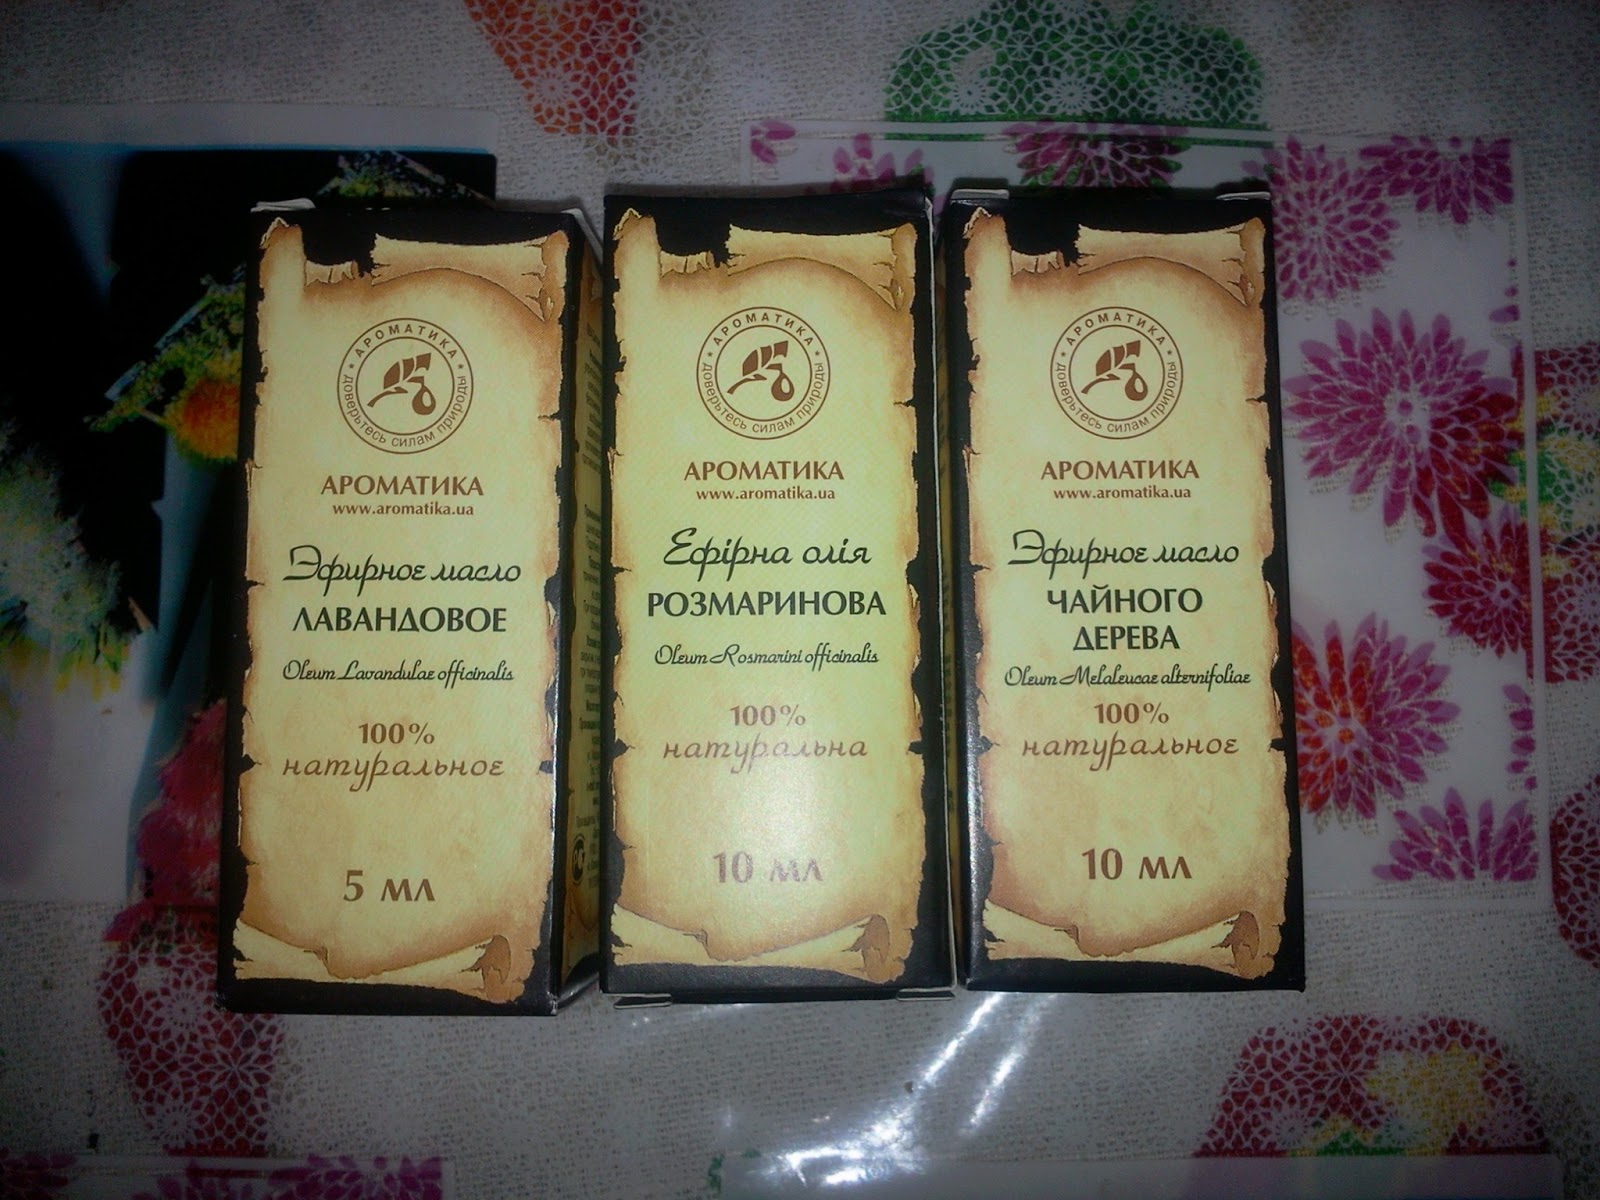 АРОМАТИКА
доверьтесь силам природы
АРОМАТИКА
www.aromatika.ua
Эфирное масло
ЛАВАНДОВОЕ
Oleum Lavandulae officinalis
100%
натуральное
5 мл
АРОМАТИКА
доверьтесь силам природы
АРОМАТИКА
www.aromatika.ua
Ефірна олія
РОЗМАРИНОВА
Oleum Rosmarini officinalis
100%
натуральна
10 мл
АРОМАТИКА
доверьтесь силам природы
АРОМАТИКА
www.aromatika.ua
Эфирное масло
ЧАЙНОГО
ДЕРЕВА
Oleum Melaleucae alternifoliae
100%
натуральное
10 мл